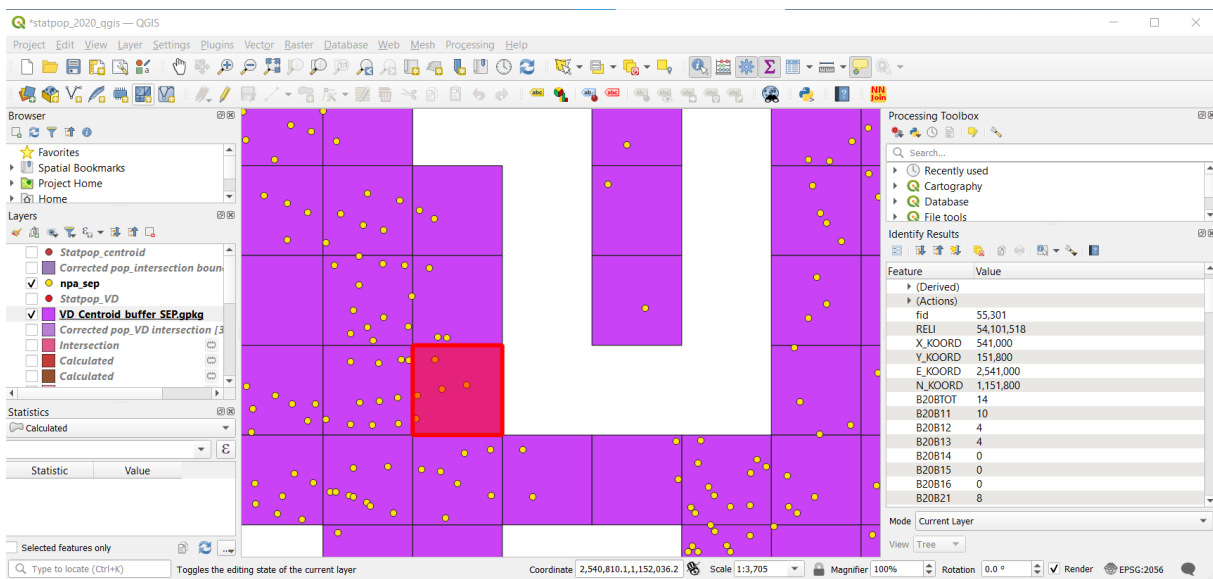 *statpop_2020_qgis — QGIS
Project Edit View Layer Settings Plugins Vector Raster Database Web Mesh Processing Help
abc abc abc NN Join
Browser
Favorites
Spatial Bookmarks
Project Home
Home
Layers
Statpop_centroid
Corrected pop_intersection boun
npa_sep
Statpop_VD
VD_Centroid_buffer_SEP.gpkg
Corrected pop_VD intersection [3
Intersection
Calculated
Calculated
Statistics
Calculated
ε
Statistic Value
Selected features only
Processing Toolbox
Search...
Recently used
Cartography
Database
File tools
Identify Results
Feature Value
(Derived)
(Actions)
fid 55,301
RELI 54,101,518
X_KOORD 541,000
Y_KOORD 151,800
E_KOORD 2,541,000
N_KOORD 1,151,800
B20BTOT 14
B20B11 10
B20B12 4
B20B13 4
B20B14 0
B20B15 0
B20B16 0
B20B21 8
Mode Current Layer
View Tree
Type to locate (Ctrl+K) Toggles the editing state of the current layer Coordinate 2,540,810.1,1,152,036.2 Scale 1:3,705 Magnifier 100% Rotation 0.0 ° Render EPSG:2056